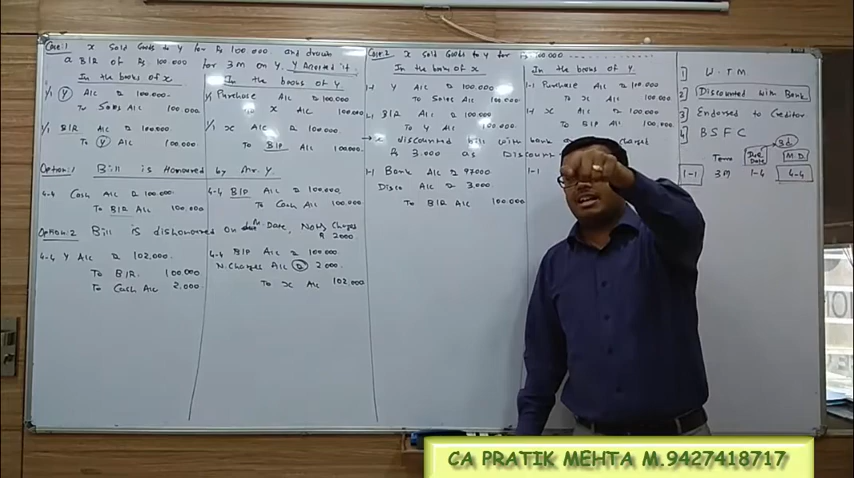 Case:1 X Sold Goods to Y for Rs 100.000. and drawn
a B/R of Rs 100.000 for 3M on Y, Y Accepted it.
In the books of X
1/1 Y A/c Dr 100.000.
To Sales A/c 100.000.
1/1 B/R A/c Dr 100.000.
To Y A/c 100.000.
In the books of Y
1/1 Purchase A/c Dr 100.000
To X A/c 100.000
1/1 X A/c Dr 100.000.
To B/P A/c 100.000.
Option:1 Bill is Honoured by Mr. Y.
4-4 Cash A/c Dr 100.000.
To B/R A/c 100.000
4-4 B/P A/c Dr 100.000.
To Cash A/c 100.000.
Option:2 Bill is dishonoured on Date, Noting Charges
Rs 2000.
4-4 Y A/c Dr 102.000.
To B/R. 100.000
To Cash A/c 2.000.
4-4 B/P A/c Dr 100.000
N.Charges A/c Dr 2.000.
To X A/c 102.000
Case:2 X Sold Goods to Y for 100.000
In the books of X
1-1 Y A/c Dr 100.000
To Sales A/c 100.000
1-1 B/R A/c Dr 100.000
To Y A/c 100.000.
In the books of Y
1-1 Purchase A/c Dr 100.000
To X A/c 100.000
1-1 X A/c Dr 100.000
To B/P A/c 100.000
X discounted bill with bank charged
Rs 3.000 as Discount
1-1 Bank A/c Dr 97000
Disco A/c Dr 3.000
To B/R A/c 100.000
1-1
1] W.T.M
2] Discounted with Bank
3] Endorsed to Creditor
4] B S F C
3d
Term Due Date M.D
1-1 3M 1-4 4-4
CA PRATIK MEHTA M.9427418717